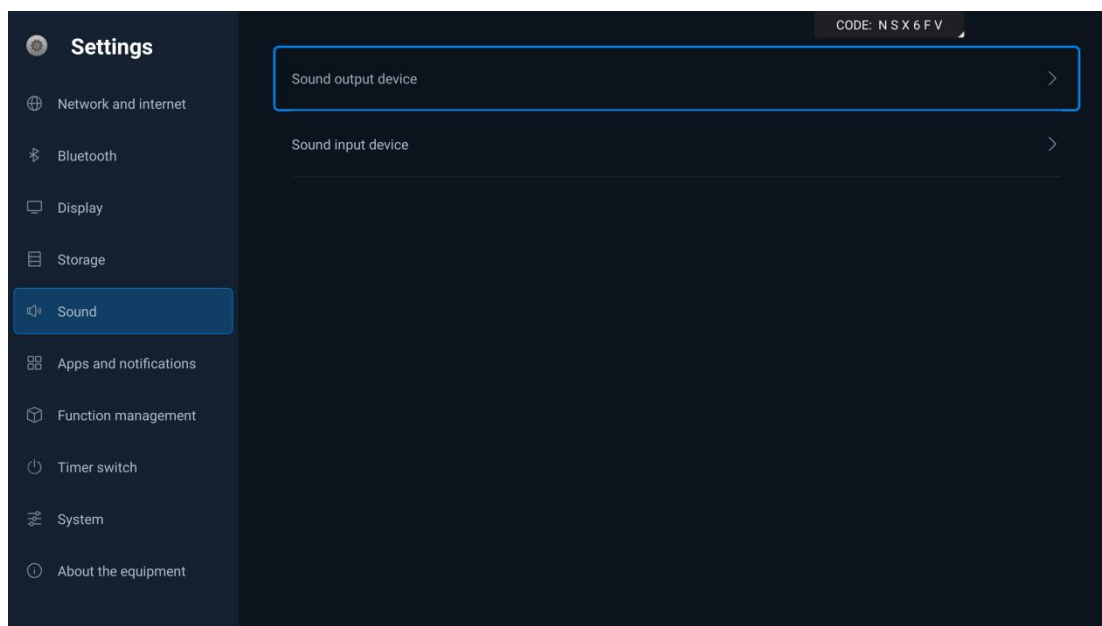 CODE: N S X 6 F V
Settings
Network and internet
Bluetooth
Display
Storage
Sound
Apps and notifications
Function management
Timer switch
System
About the equipment
Sound output device
Sound input device